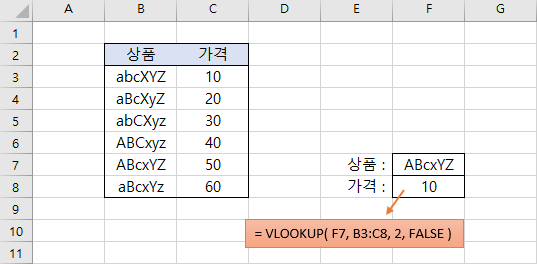 A B C D E F G
1
2 상품 가격
3 abcXYZ 10
4 aBcXyZ 20
5 abCXyz 30
6 ABCxyz 40
7 ABcxYZ 50 상품 : ABcxYZ
8 aBcxYz 60 가격 : 10
9
10 = VLOOKUP( F7, B3:C8, 2, FALSE )
11